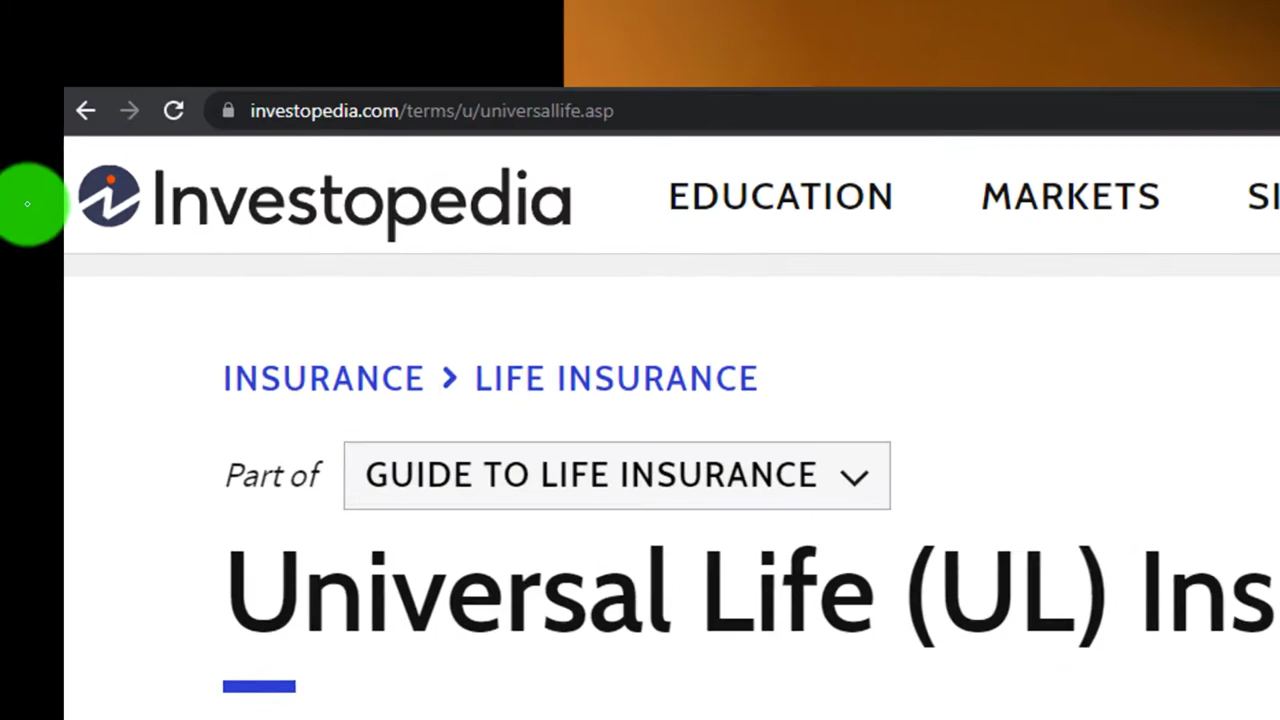 investopedia.com/terms/u/universallife.asp
Investopedia EDUCATION MARKETS SI
INSURANCE > LIFE INSURANCE
Part of GUIDE TO LIFE INSURANCE
Universal Life (UL) Ins